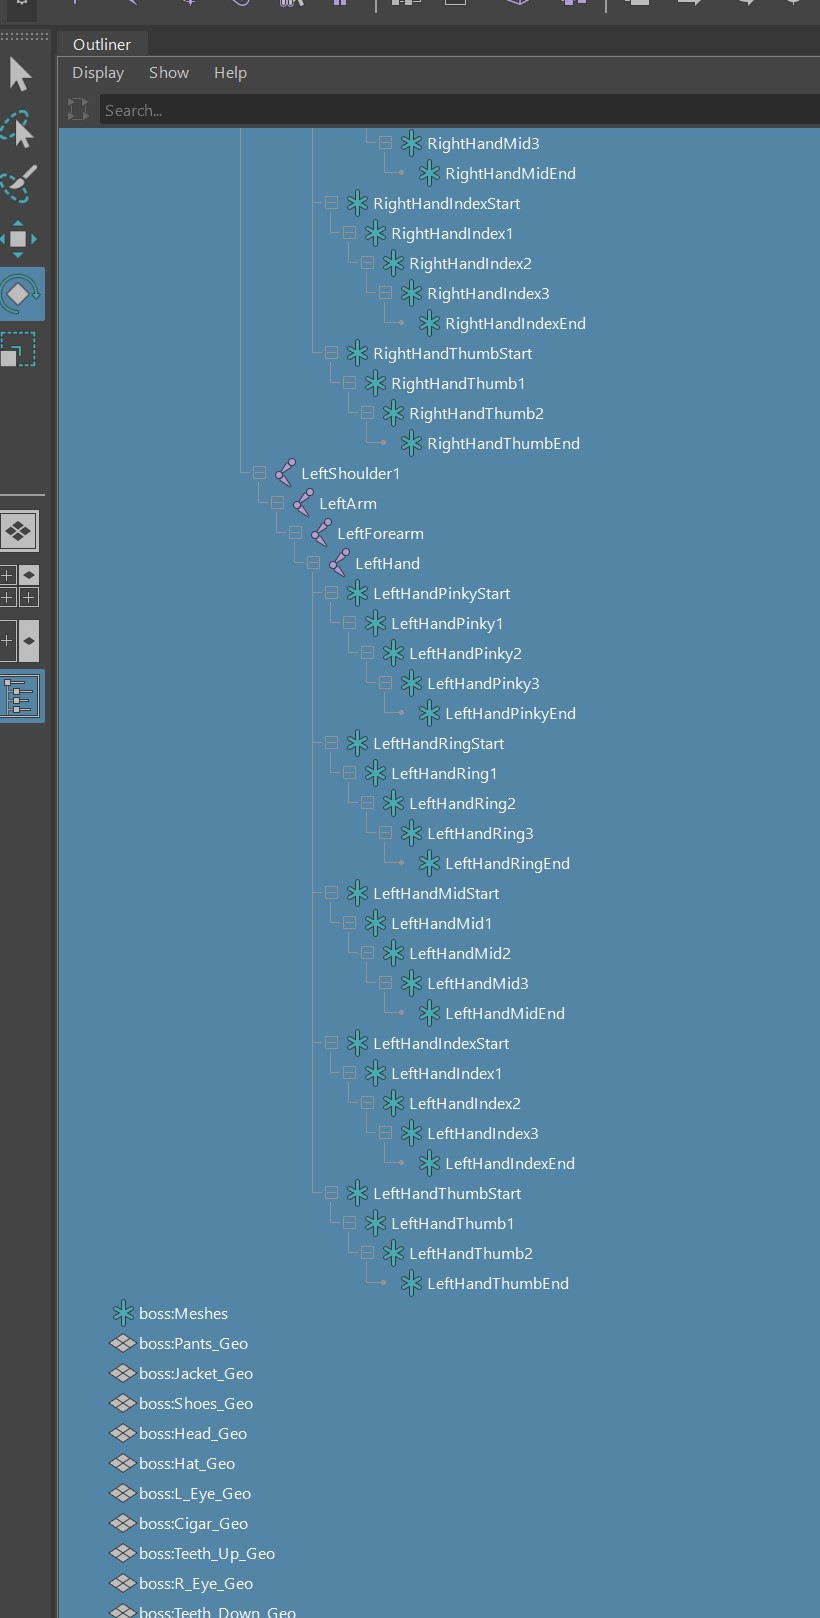 Outliner
Display Show Help
Search...
RightHandMid3
RightHandMidEnd
RightHandIndexStart
RightHandIndex1
RightHandIndex2
RightHandIndex3
RightHandIndexEnd
RightHandThumbStart
RightHandThumb1
RightHandThumb2
RightHandThumbEnd
LeftShoulder1
LeftArm
LeftForearm
LeftHand
LeftHandPinkyStart
LeftHandPinky1
LeftHandPinky2
LeftHandPinky3
LeftHandPinkyEnd
LeftHandRingStart
LeftHandRing1
LeftHandRing2
LeftHandRing3
LeftHandRingEnd
LeftHandMidStart
LeftHandMid1
LeftHandMid2
LeftHandMid3
LeftHandMidEnd
LeftHandIndexStart
LeftHandIndex1
LeftHandIndex2
LeftHandIndex3
LeftHandIndexEnd
LeftHandThumbStart
LeftHandThumb1
LeftHandThumb2
LeftHandThumbEnd
boss:Meshes
boss:Pants_Geo
boss:Jacket_Geo
boss:Shoes_Geo
boss:Head_Geo
boss:Hat_Geo
boss:L_Eye_Geo
boss:Cigar_Geo
boss:Teeth_Up_Geo
boss:R_Eye_Geo
boss:Teeth_Down_Geo